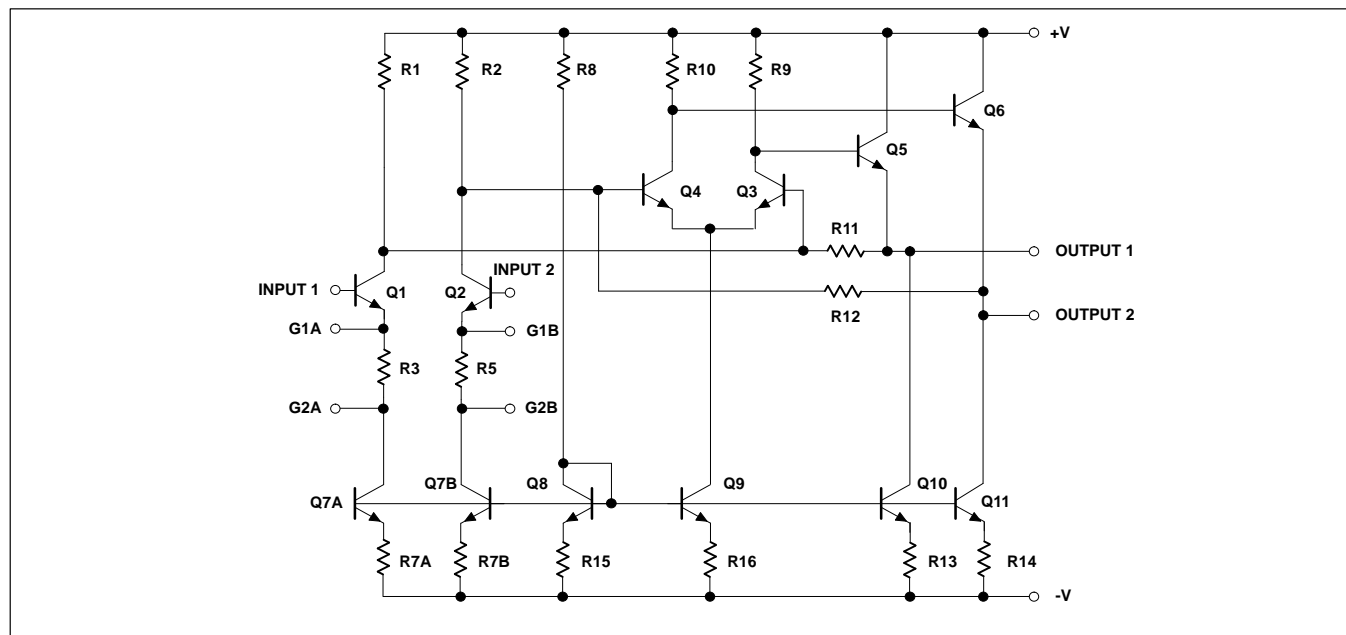 +V
R1 R2 R8 R10 R9
Q6
Q5
Q4 Q3
R11
OUTPUT 1
INPUT 2
INPUT 1 Q1 Q2
R12
OUTPUT 2
G1A G1B
R3 R5
G2A G2B
Q7B Q8 Q9 Q10
Q7A Q11
R7A R7B R15 R16 R13 R14
-V